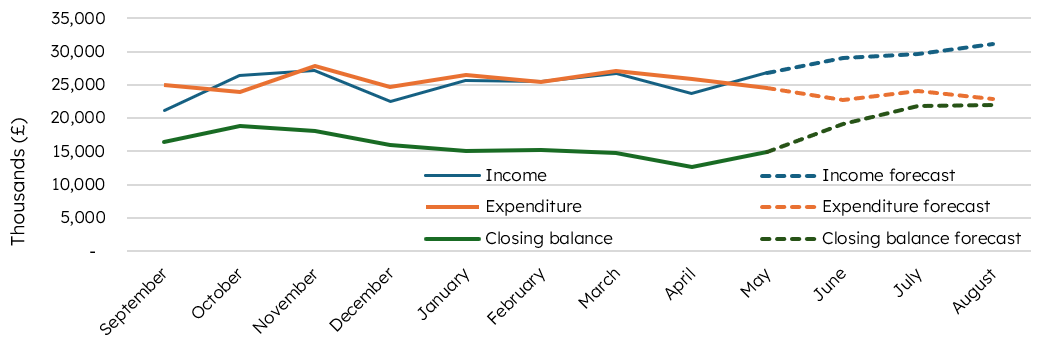 35,000
30,000
25,000
20,000
15,000
10,000
5,000
-
Thousands (£)
Income
Income forecast
Expenditure
Expenditure forecast
Closing balance
Closing balance forecast
September
October
November
December
January
February
March
April
May
June
July
August